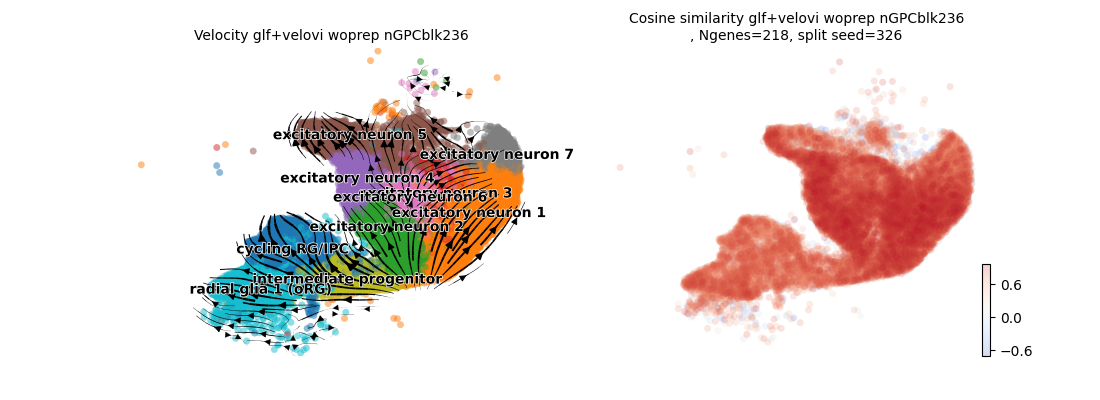 Velocity glf+velovi woprep nGPCblk236
Cosine similarity glf+velovi woprep nGPCblk236
, Ngenes=218, split seed=326
excitatory neuron 5
excitatory neuron 7
excitatory neuron 4
excitatory neuron 3
excitatory neuron 6
excitatory neuron 1
excitatory neuron 2
cycling RG/IPC
intermediate progenitor
radial glia 1 (oRG)
0.6
0.0
−0.6